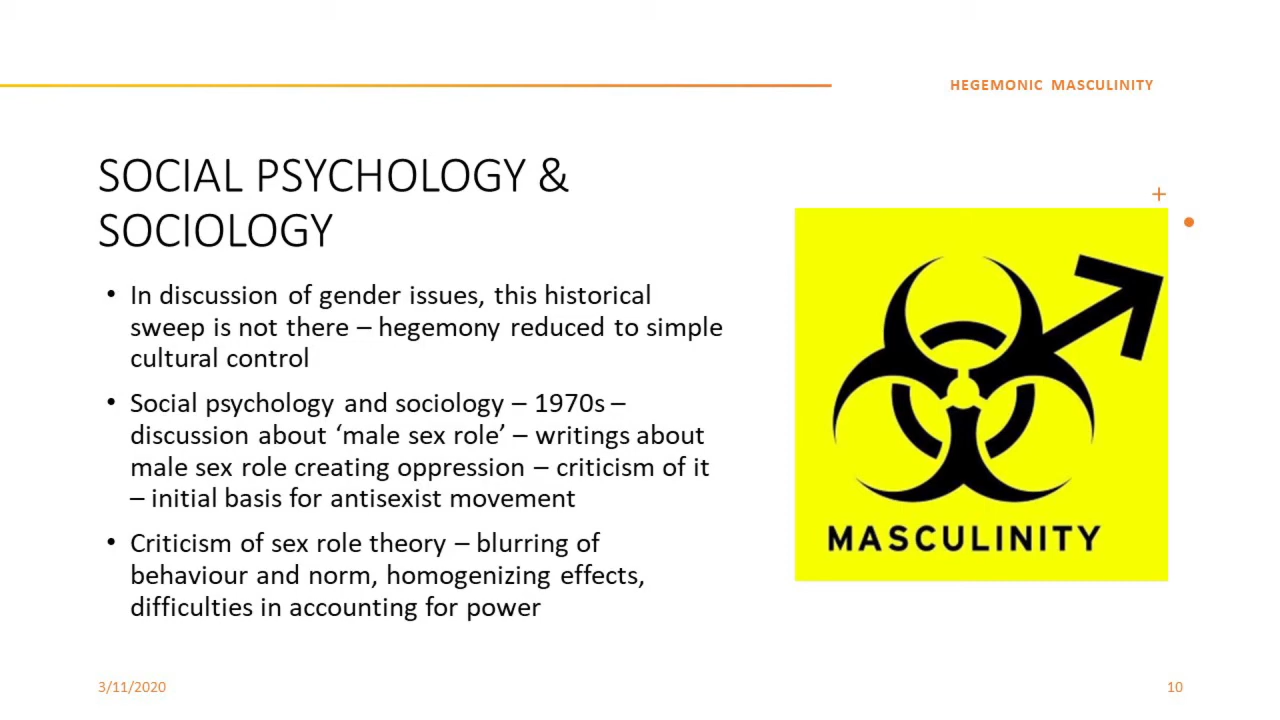 HEGEMONIC MASCULINITY
SOCIAL PSYCHOLOGY &
SOCIOLOGY
• In discussion of gender issues, this historical
sweep is not there – hegemony reduced to simple
cultural control
• Social psychology and sociology – 1970s –
discussion about ‘male sex role’ – writings about
male sex role creating oppression – criticism of it
– initial basis for antisexist movement
• Criticism of sex role theory – blurring of
behaviour and norm, homogenizing effects,
difficulties in accounting for power
MASCULINITY
3/11/2020
10